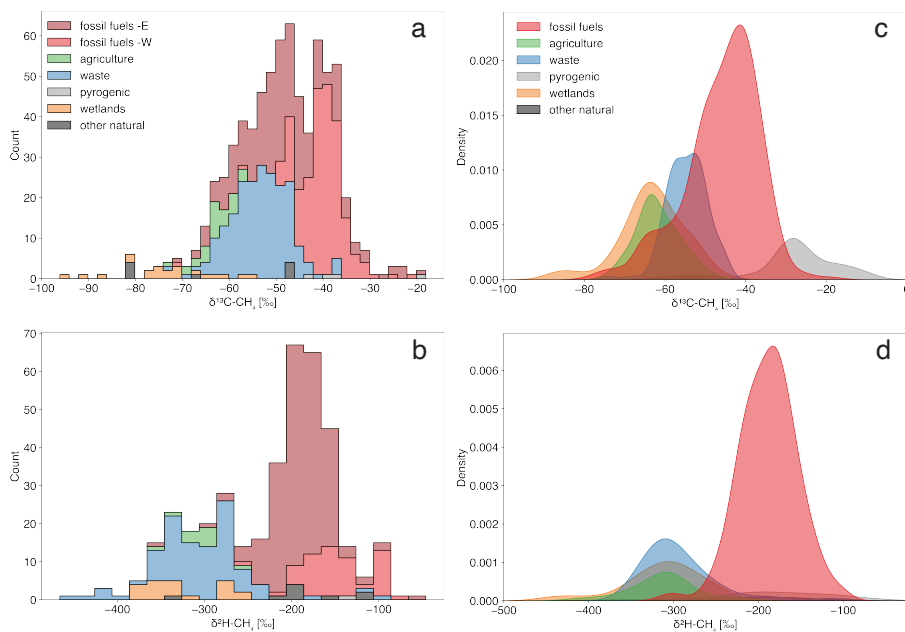 a
fossil fuels -E
fossil fuels -W
agriculture
waste
pyrogenic
wetlands
other natural
Count
60
50
40
30
20
10
0
−100 −90 −80 −70 −60 −50 −40 −30 −20
δ¹³C-CH₄ [‰]
c
fossil fuels
agriculture
waste
pyrogenic
wetlands
other natural
Density
0.020
0.015
0.010
0.005
0.000
−100 −80 −60 −40 −20 0
δ¹³C-CH₄ [‰]
b
Count
70
60
50
40
30
20
10
0
−400 −300 −200 −100
δ²H-CH₄ [‰]
d
Density
0.006
0.005
0.004
0.003
0.002
0.001
0.000
−500 −400 −300 −200 −100
δ²H-CH₄ [‰]